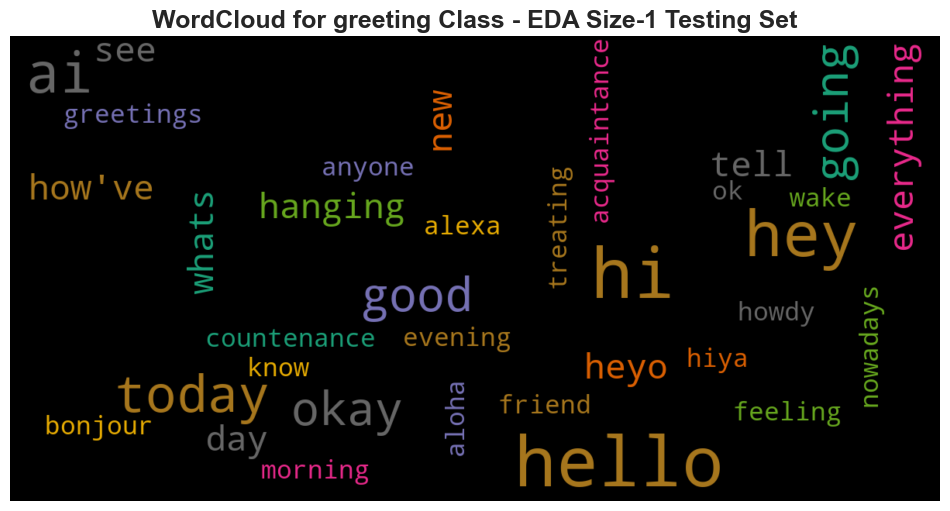 WordCloud for greeting Class - EDA Size-1 Testing Set
ai
see
greetings
how've
whats
anyone
new
hanging
alexa
good
acquaintance
treating
hi
tell
ok
wake
hey
going
everything
howdy
nowadays
countenance
evening
know
today
okay
bonjour
day
morning
aloha
heyo
hiya
friend
feeling
hello